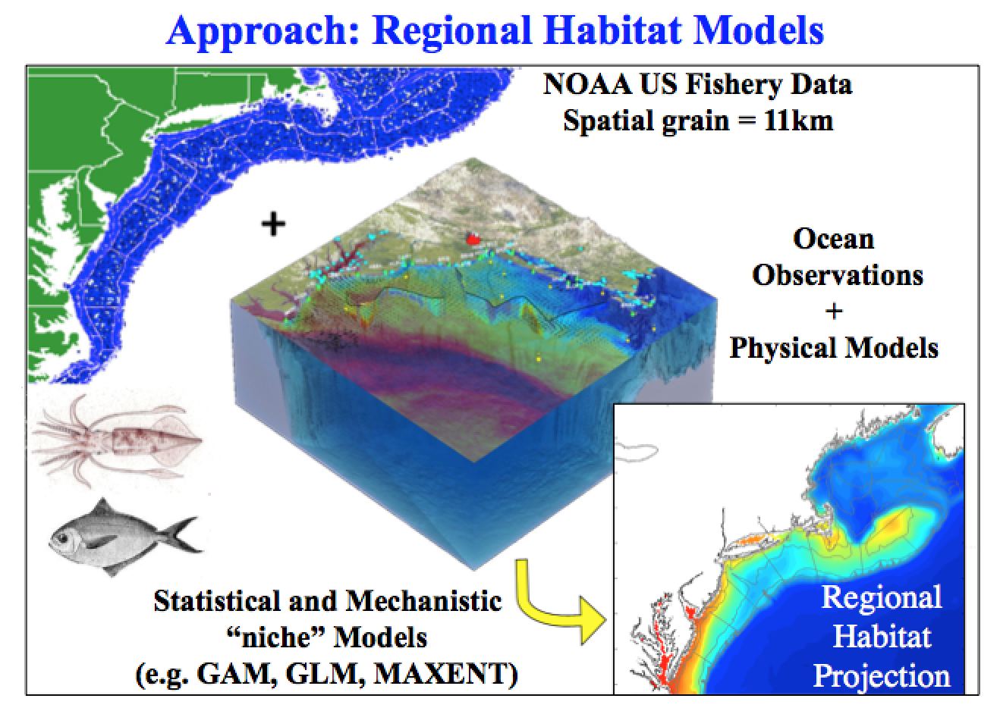 Approach: Regional Habitat Models
NOAA US Fishery Data
Spatial grain = 11km
+
Ocean
Observations
+
Physical Models
Statistical and Mechanistic
“niche” Models
(e.g. GAM, GLM, MAXENT)
Regional
Habitat
Projection